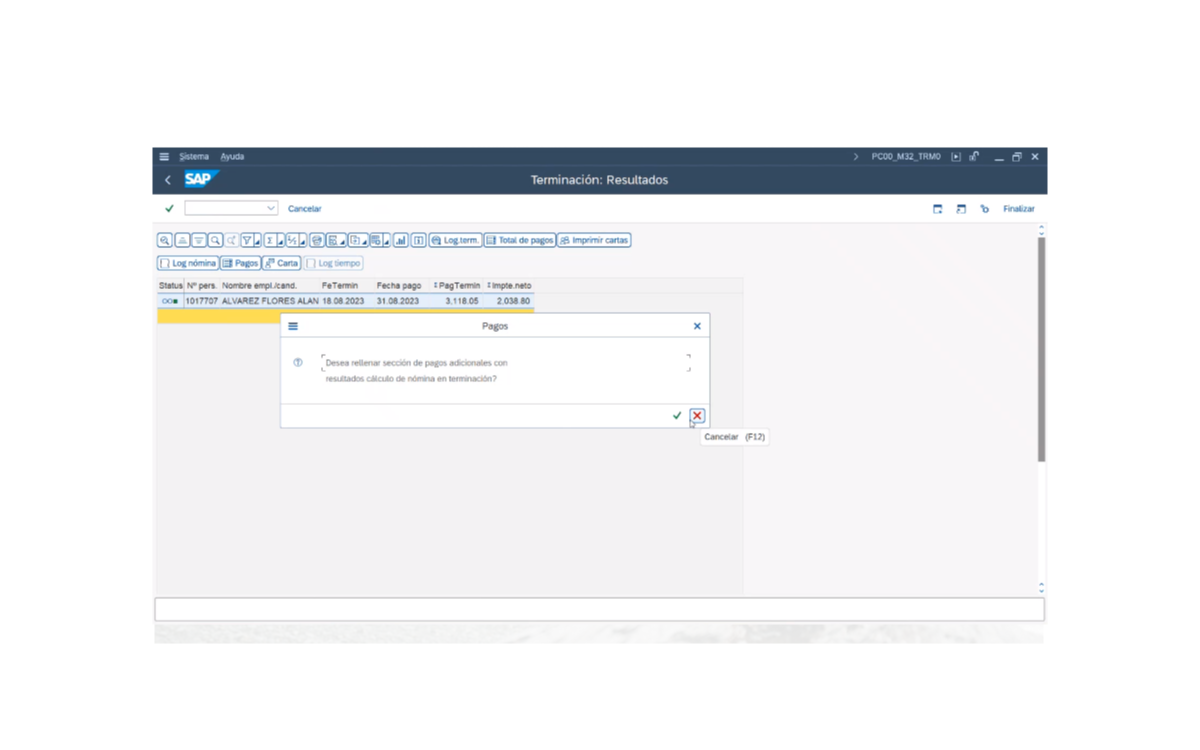 Sistema Ayuda PC00_M32_TRM0
SAP Terminación: Resultados
Cancelar Finalizar
Log.term. Total de pagos Imprimir cartas
Log nómina Pagos Carta Log tiempo
Status Nº pers. Nombre empl./cand. FeTermin Fecha pago Σ PagTermin Σ Impte.neto
1017707 ALVAREZ FLORES ALAN 18.08.2023 31.08.2023 3,118.05 2,038.80
Pagos
Desea rellenar sección de pagos adicionales con
resultados cálculo de nómina en terminación?
Cancelar (F12)